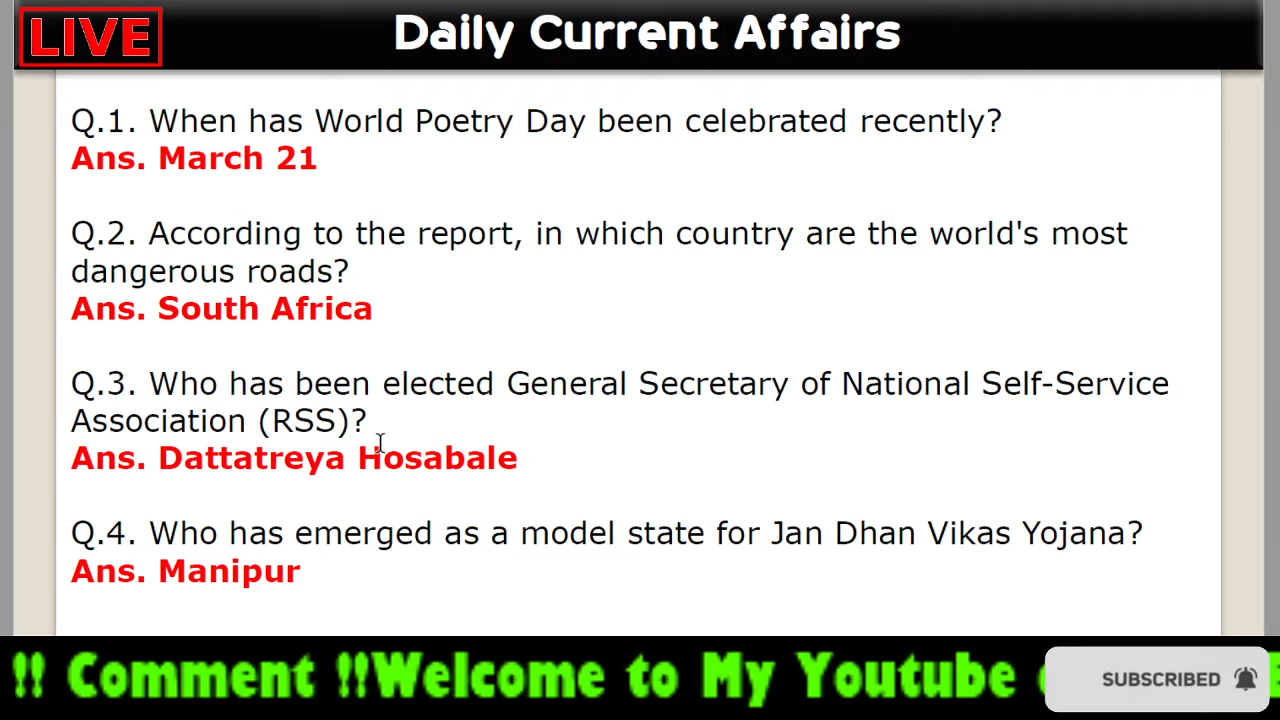 LIVE
Daily Current Affairs
Q.1. When has World Poetry Day been celebrated recently?
Ans. March 21
Q.2. According to the report, in which country are the world's most
dangerous roads?
Ans. South Africa
Q.3. Who has been elected General Secretary of National Self-Service
Association (RSS)?
Ans. Dattatreya Hosabale
Q.4. Who has emerged as a model state for Jan Dhan Vikas Yojana?
Ans. Manipur
!! Comment !!Welcome to My Youtube
SUBSCRIBED